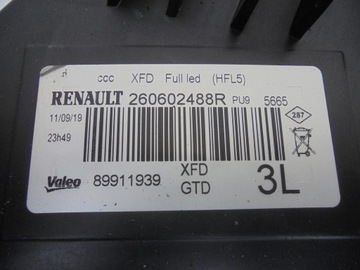 ccc XFD Full led (HFL5)
RENAULT 260602488R PU9 5665
11/09/19 287
23h49
Valeo 89911939 XFD GTD 3L